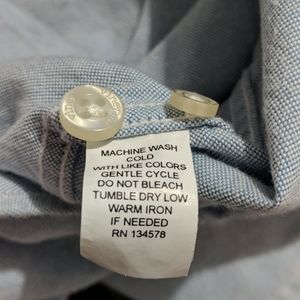 MACHINE WASH
COLD
WITH LIKE COLORS
GENTLE CYCLE
DO NOT BLEACH
TUMBLE DRY LOW
WARM IRON
IF NEEDED
RN 134578